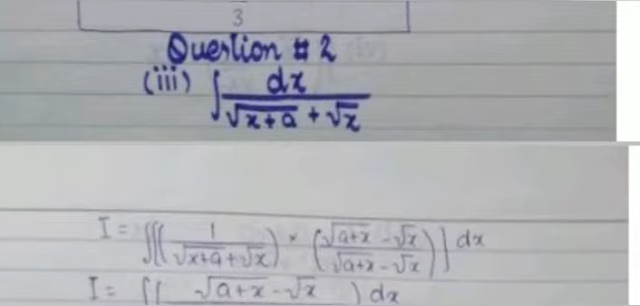 3
Question # 2
(iii) ∫ dx / (√x+a + √x)
I = ∫[(1 / (√x+a + √x)) × ((√a+x - √x) / (√a+x - √x))] dx
I = ∫( √a+x - √x ) dx